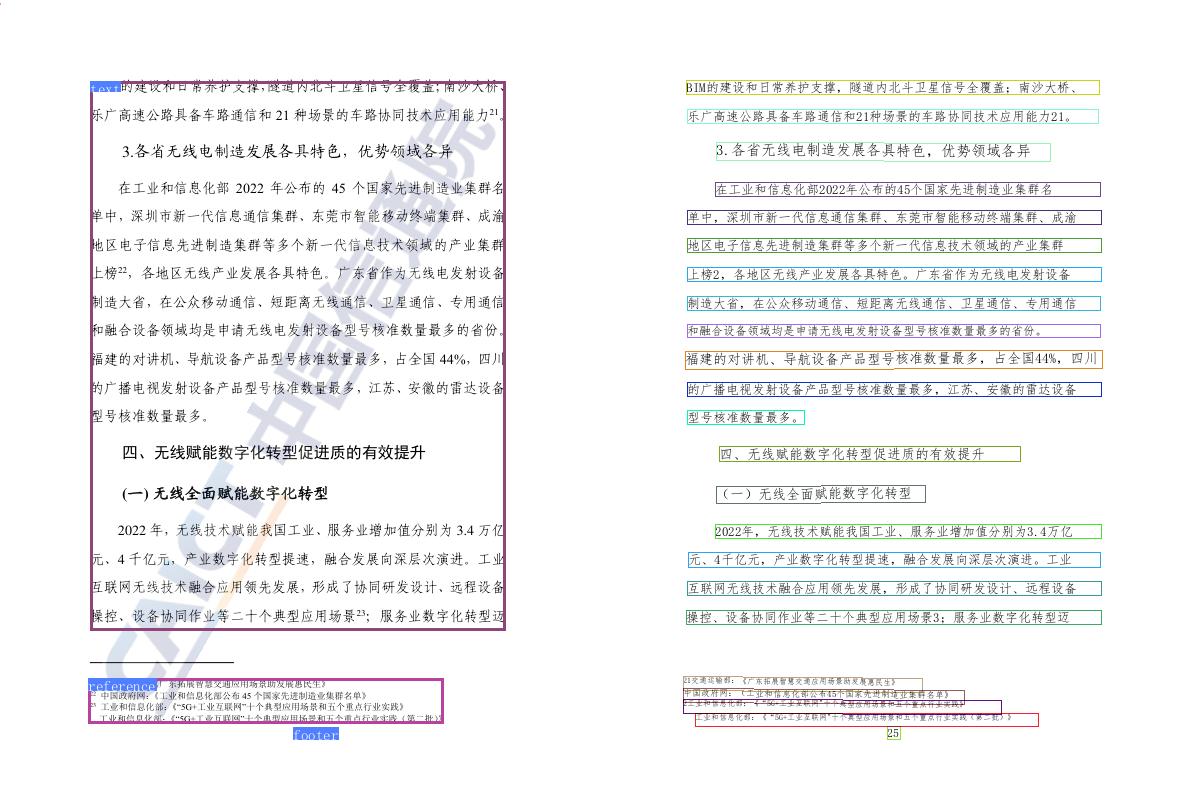 text的建设和日常养护支撑，隧道内北斗卫星信号全覆盖；南沙大桥、
乐广高速公路具备车路通信和 21 种场景的车路协同技术应用能力21。
3.各省无线电制造发展各具特色，优势领域各异
在工业和信息化部 2022 年公布的 45 个国家先进制造业集群名
单中，深圳市新一代信息通信集群、东莞市智能移动终端集群、成渝
地区电子信息先进制造集群等多个新一代信息技术领域的产业集群
上榜22，各地区无线产业发展各具特色。广东省作为无线电发射设备
制造大省，在公众移动通信、短距离无线通信、卫星通信、专用通信
和融合设备领域均是申请无线电发射设备型号核准数量最多的省份。
福建的对讲机、导航设备产品型号核准数量最多，占全国 44%，四川
的广播电视发射设备产品型号核准数量最多，江苏、安徽的雷达设备
型号核准数量最多。
四、无线赋能数字化转型促进质的有效提升
(一) 无线全面赋能数字化转型
2022 年，无线技术赋能我国工业、服务业增加值分别为 3.4 万亿
元、4 千亿元，产业数字化转型提速，融合发展向深层次演进。工业
互联网无线技术融合应用领先发展，形成了协同研发设计、远程设备
操控、设备协同作业等二十个典型应用场景23；服务业数字化转型迈
CAICT 中国信通院
reference广东拓展智慧交通应用场景助发展惠民生》
22 中国政府网：《工业和信息化部公布 45 个国家先进制造业集群名单》
23 工业和信息化部：《“5G+工业互联网”十个典型应用场景和五个重点行业实践》
工业和信息化部：《“5G+工业互联网”十个典型应用场景和五个重点行业实践（第二批）》
footer
BIM的建设和日常养护支撑，隧道内北斗卫星信号全覆盖；南沙大桥、
乐广高速公路具备车路通信和21种场景的车路协同技术应用能力21。
3.各省无线电制造发展各具特色，优势领域各异
在工业和信息化部2022年公布的45个国家先进制造业集群名
单中，深圳市新一代信息通信集群、东莞市智能移动终端集群、成渝
地区电子信息先进制造集群等多个新一代信息技术领域的产业集群
上榜2，各地区无线产业发展各具特色。广东省作为无线电发射设备
制造大省，在公众移动通信、短距离无线通信、卫星通信、专用通信
和融合设备领域均是申请无线电发射设备型号核准数量最多的省份。
福建的对讲机、导航设备产品型号核准数量最多，占全国44%，四川
的广播电视发射设备产品型号核准数量最多，江苏、安徽的雷达设备
型号核准数量最多。
四、无线赋能数字化转型促进质的有效提升
（一）无线全面赋能数字化转型
2022年，无线技术赋能我国工业、服务业增加值分别为3.4万亿
元、4千亿元，产业数字化转型提速，融合发展向深层次演进。工业
互联网无线技术融合应用领先发展，形成了协同研发设计、远程设备
操控、设备协同作业等二十个典型应用场景3；服务业数字化转型迈
21交通运输部：《广东拓展智慧交通应用场景助发展惠民生》
中国政府网：《工业和信息化部公布45个国家先进制造业集群名单》
工业和信息化部：《“5G+工业互联网”十个典型应用场景和五个重点行业实践》
工业和信息化部：《“5G+工业互联网”十个典型应用场景和五个重点行业实践（第二批）》
25